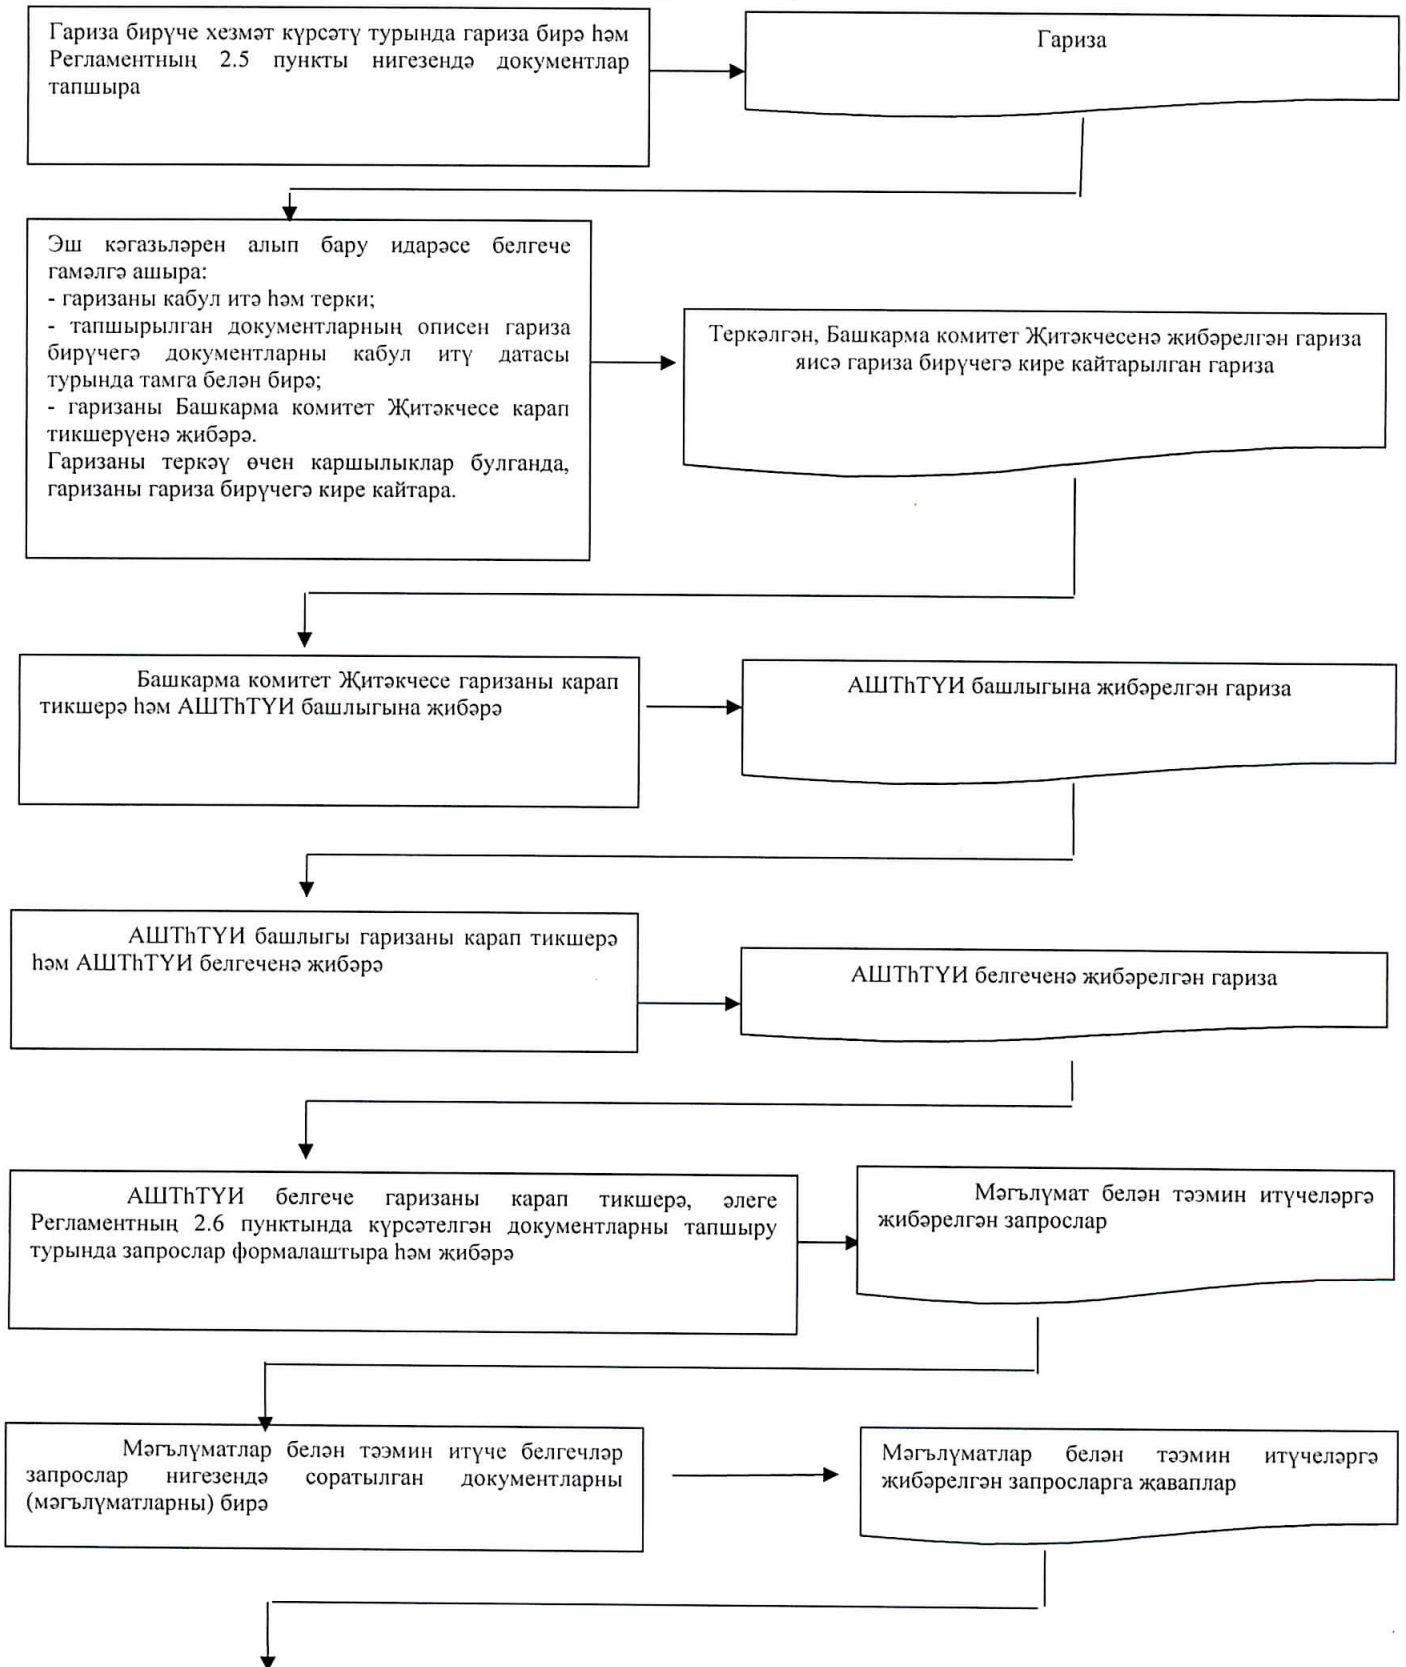 Гариза бирүче хезмәт күрсәтү турында гариза бирә һәм
Регламентның 2.5 пункты нигезендә документлар
тапшыра
Гариза
Эш кәгазьләрен алып бару идарәсе белгече
гамәлгә ашыра:
- гаризаны кабул итә һәм терки;
- тапшырылган документларның описен гариза
бирүчегә документларны кабул итү датасы
турында тамга белән бирә;
- гаризаны Башкарма комитет Җитәкчесе карап
тикшерүенә җибәрә.
Гаризаны теркәү өчен каршылыклар булганда,
гаризаны гариза бирүчегә кире кайтара.
Теркәлгән, Башкарма комитет Җитәкчесенә җибәрелгән гариза
яисә гариза бирүчегә кире кайтарылган гариза
Башкарма комитет Җитәкчесе гаризаны карап
тикшерә һәм АШТһТҮИ башлыгына җибәрә
АШТһТҮИ башлыгына җибәрелгән гариза
АШТһТҮИ башлыгы гаризаны карап тикшерә
һәм АШТһТҮИ белгеченә җибәрә
АШТһТҮИ белгеченә җибәрелгән гариза
АШТһТҮИ белгече гаризаны карап тикшерә, әлеге
Регламентның 2.6 пунктында күрсәтелгән документларны тапшыру
турында запрослар формалаштыра һәм җибәрә
Мәгълүмат белән тәэмин итүчеләргә
җибәрелгән запрослар
Мәгълүматлар белән тәэмин итүче белгечләр
запрослар нигезендә соратылган документларны
(мәгълүматларны) бирә
Мәгълүматлар белән тәэмин итүчеләргә
җибәрелгән запросларга җаваплар